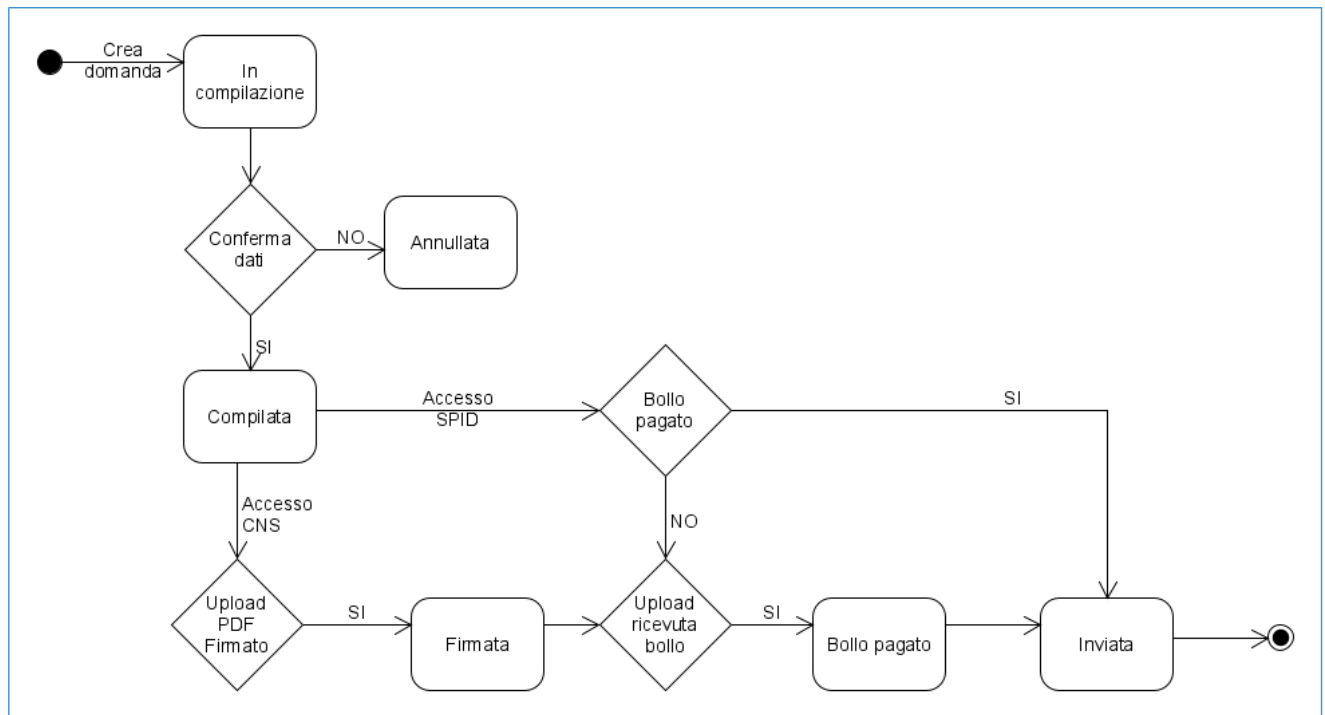 Crea
domanda
In
compilazione
Conferma
dati
NO
Annullata
SI
Compilata
Accesso
SPID
Bollo
pagato
SI
Accesso
CNS
NO
Upload
PDF
Firmato
SI
Firmata
Upload
ricevuta
bollo
SI
Bollo pagato
Inviata